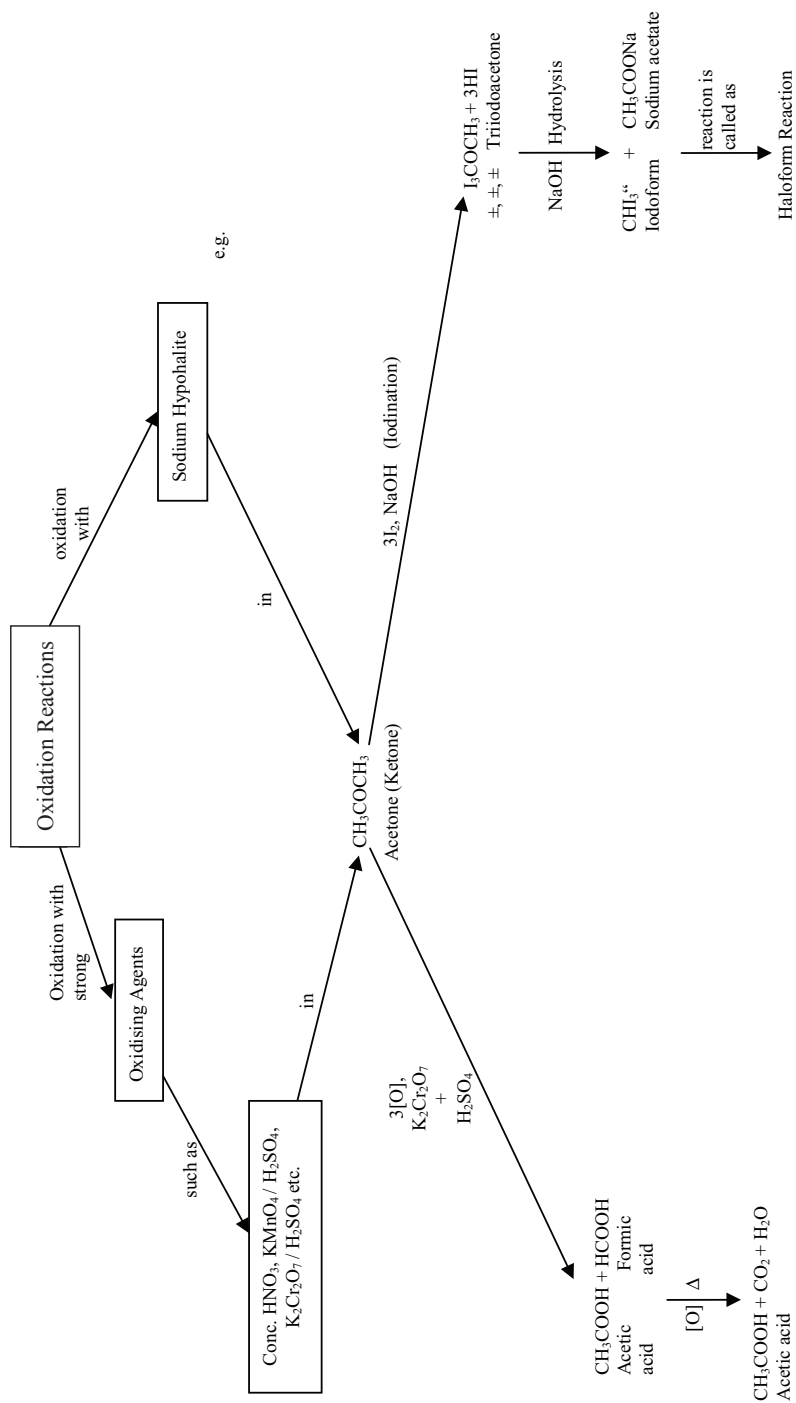 Oxidation Reactions
Oxidation with
strong
oxidation
with
Oxidising Agents
Sodium Hypohalite
such as
e.g.
Conc. HNO₃, KMnO₄ / H₂SO₄,
K₂Cr₂O₇ / H₂SO₄ etc.
in
in
CH₃COCH₃
Acetone (Ketone)
3[O],
K₂Cr₂O₇
+
H₂SO₄
3I₂, NaOH (Iodination)
CH₃COOH + HCOOH
Acetic Formic
acid acid
[O] Δ
CH₃COOH + CO₂ + H₂O
Acetic acid
I₃COCH₃ + 3HI
±, ±, ± Triiodoacetone
NaOH Hydrolysis
CHI₃“ + CH₃COONa
Iodoform Sodium acetate
reaction is
called as
Haloform Reaction